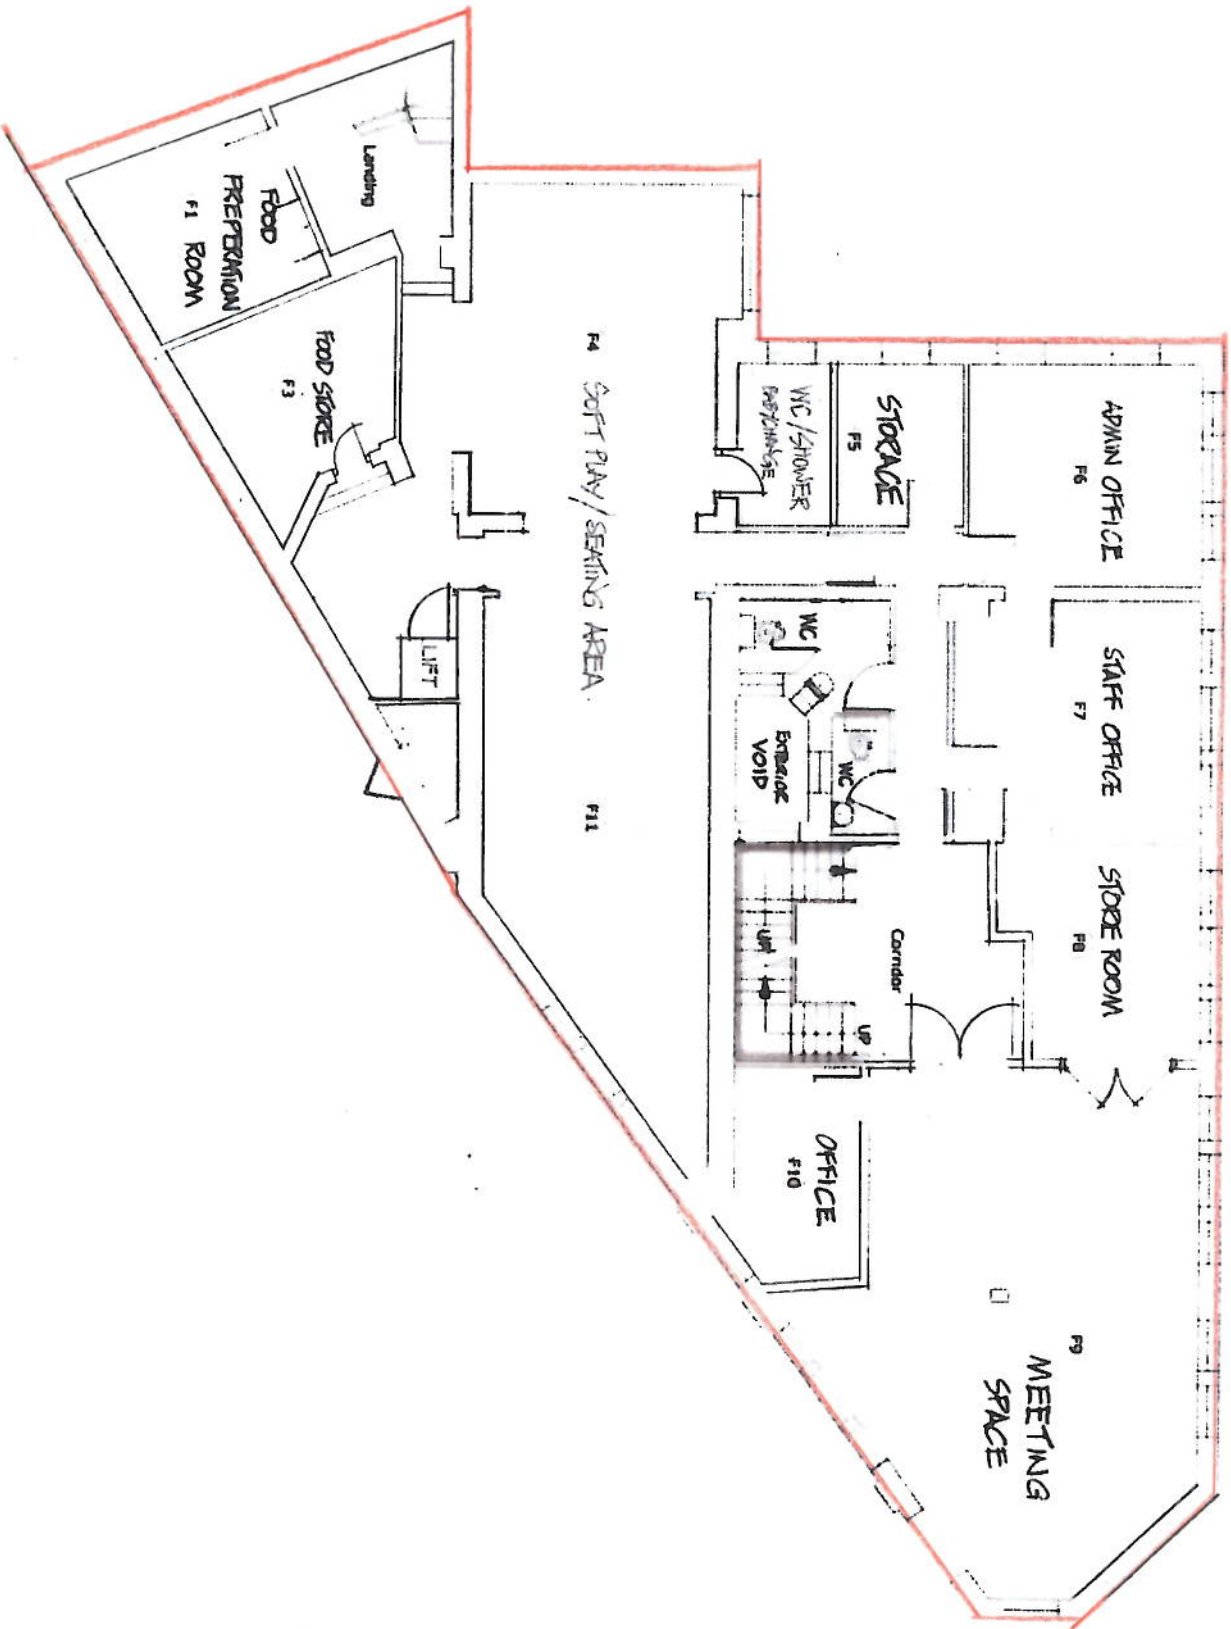 ADMIN OFFICE
F6
STAFF OFFICE
F7
STORE ROOM
F8
F9
MEETING
SPACE
STORAGE
F5
WC/SHOWER
BABYCHANGE
WC
WC
EXTERIOR
VOID
Corridor
UP
UP
OFFICE
F10
F4 SOFT PLAY/SEATING AREA.
F11
Landing
FOOD
PREPERATION
F1 ROOM
FOOD STORE
F3
LIFT